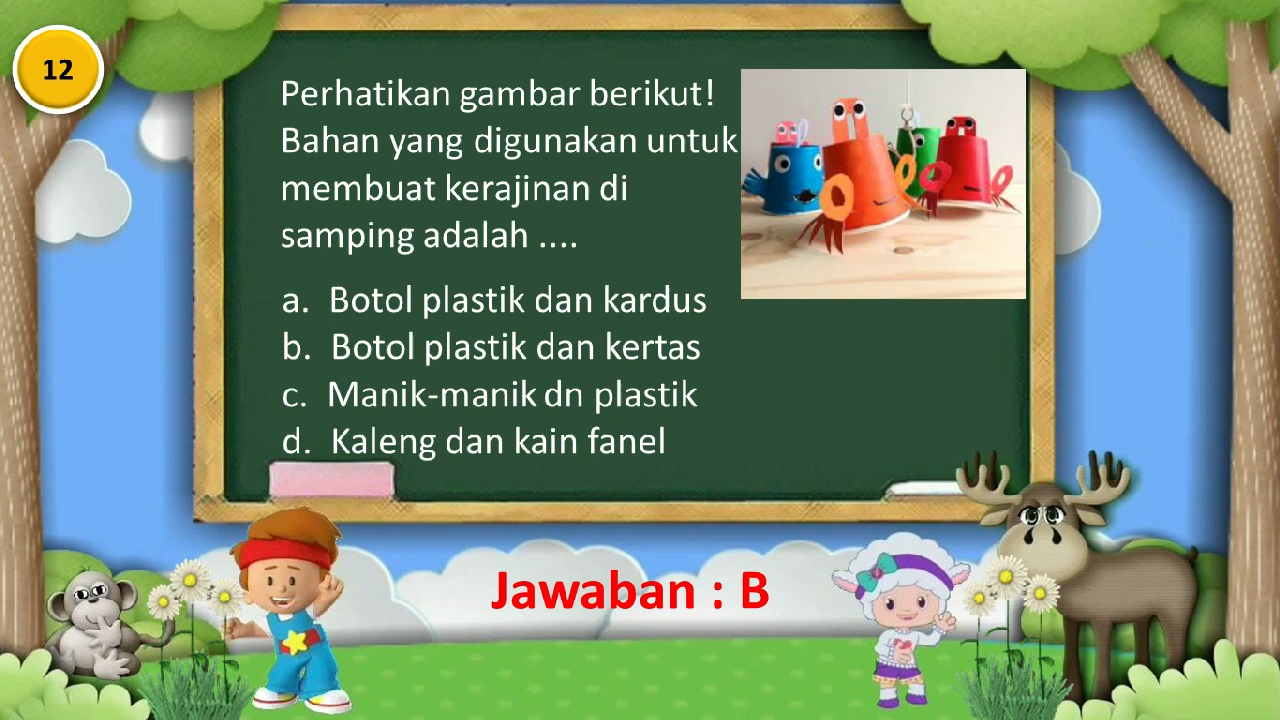 12
Perhatikan gambar berikut!
Bahan yang digunakan untuk
membuat kerajinan di
samping adalah ....
a. Botol plastik dan kardus
b. Botol plastik dan kertas
c. Manik-manik dn plastik
d. Kaleng dan kain fanel
Jawaban : B